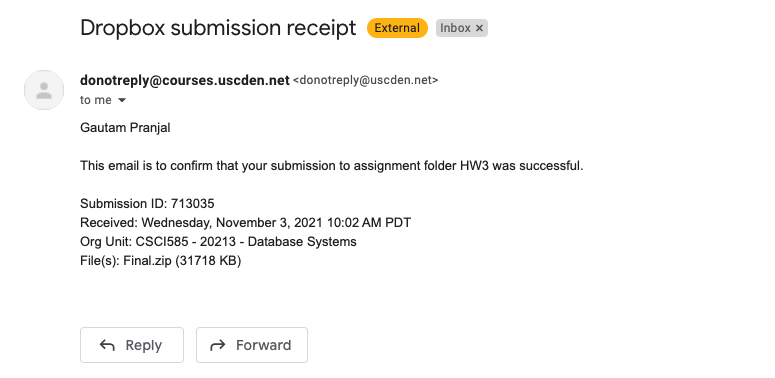 Dropbox submission receipt External Inbox ×
donotreply@courses.uscden.net <donotreply@uscden.net>
to me
Gautam Pranjal
This email is to confirm that your submission to assignment folder HW3 was successful.
Submission ID: 713035
Received: Wednesday, November 3, 2021 10:02 AM PDT
Org Unit: CSCI585 - 20213 - Database Systems
File(s): Final.zip (31718 KB)
Reply Forward